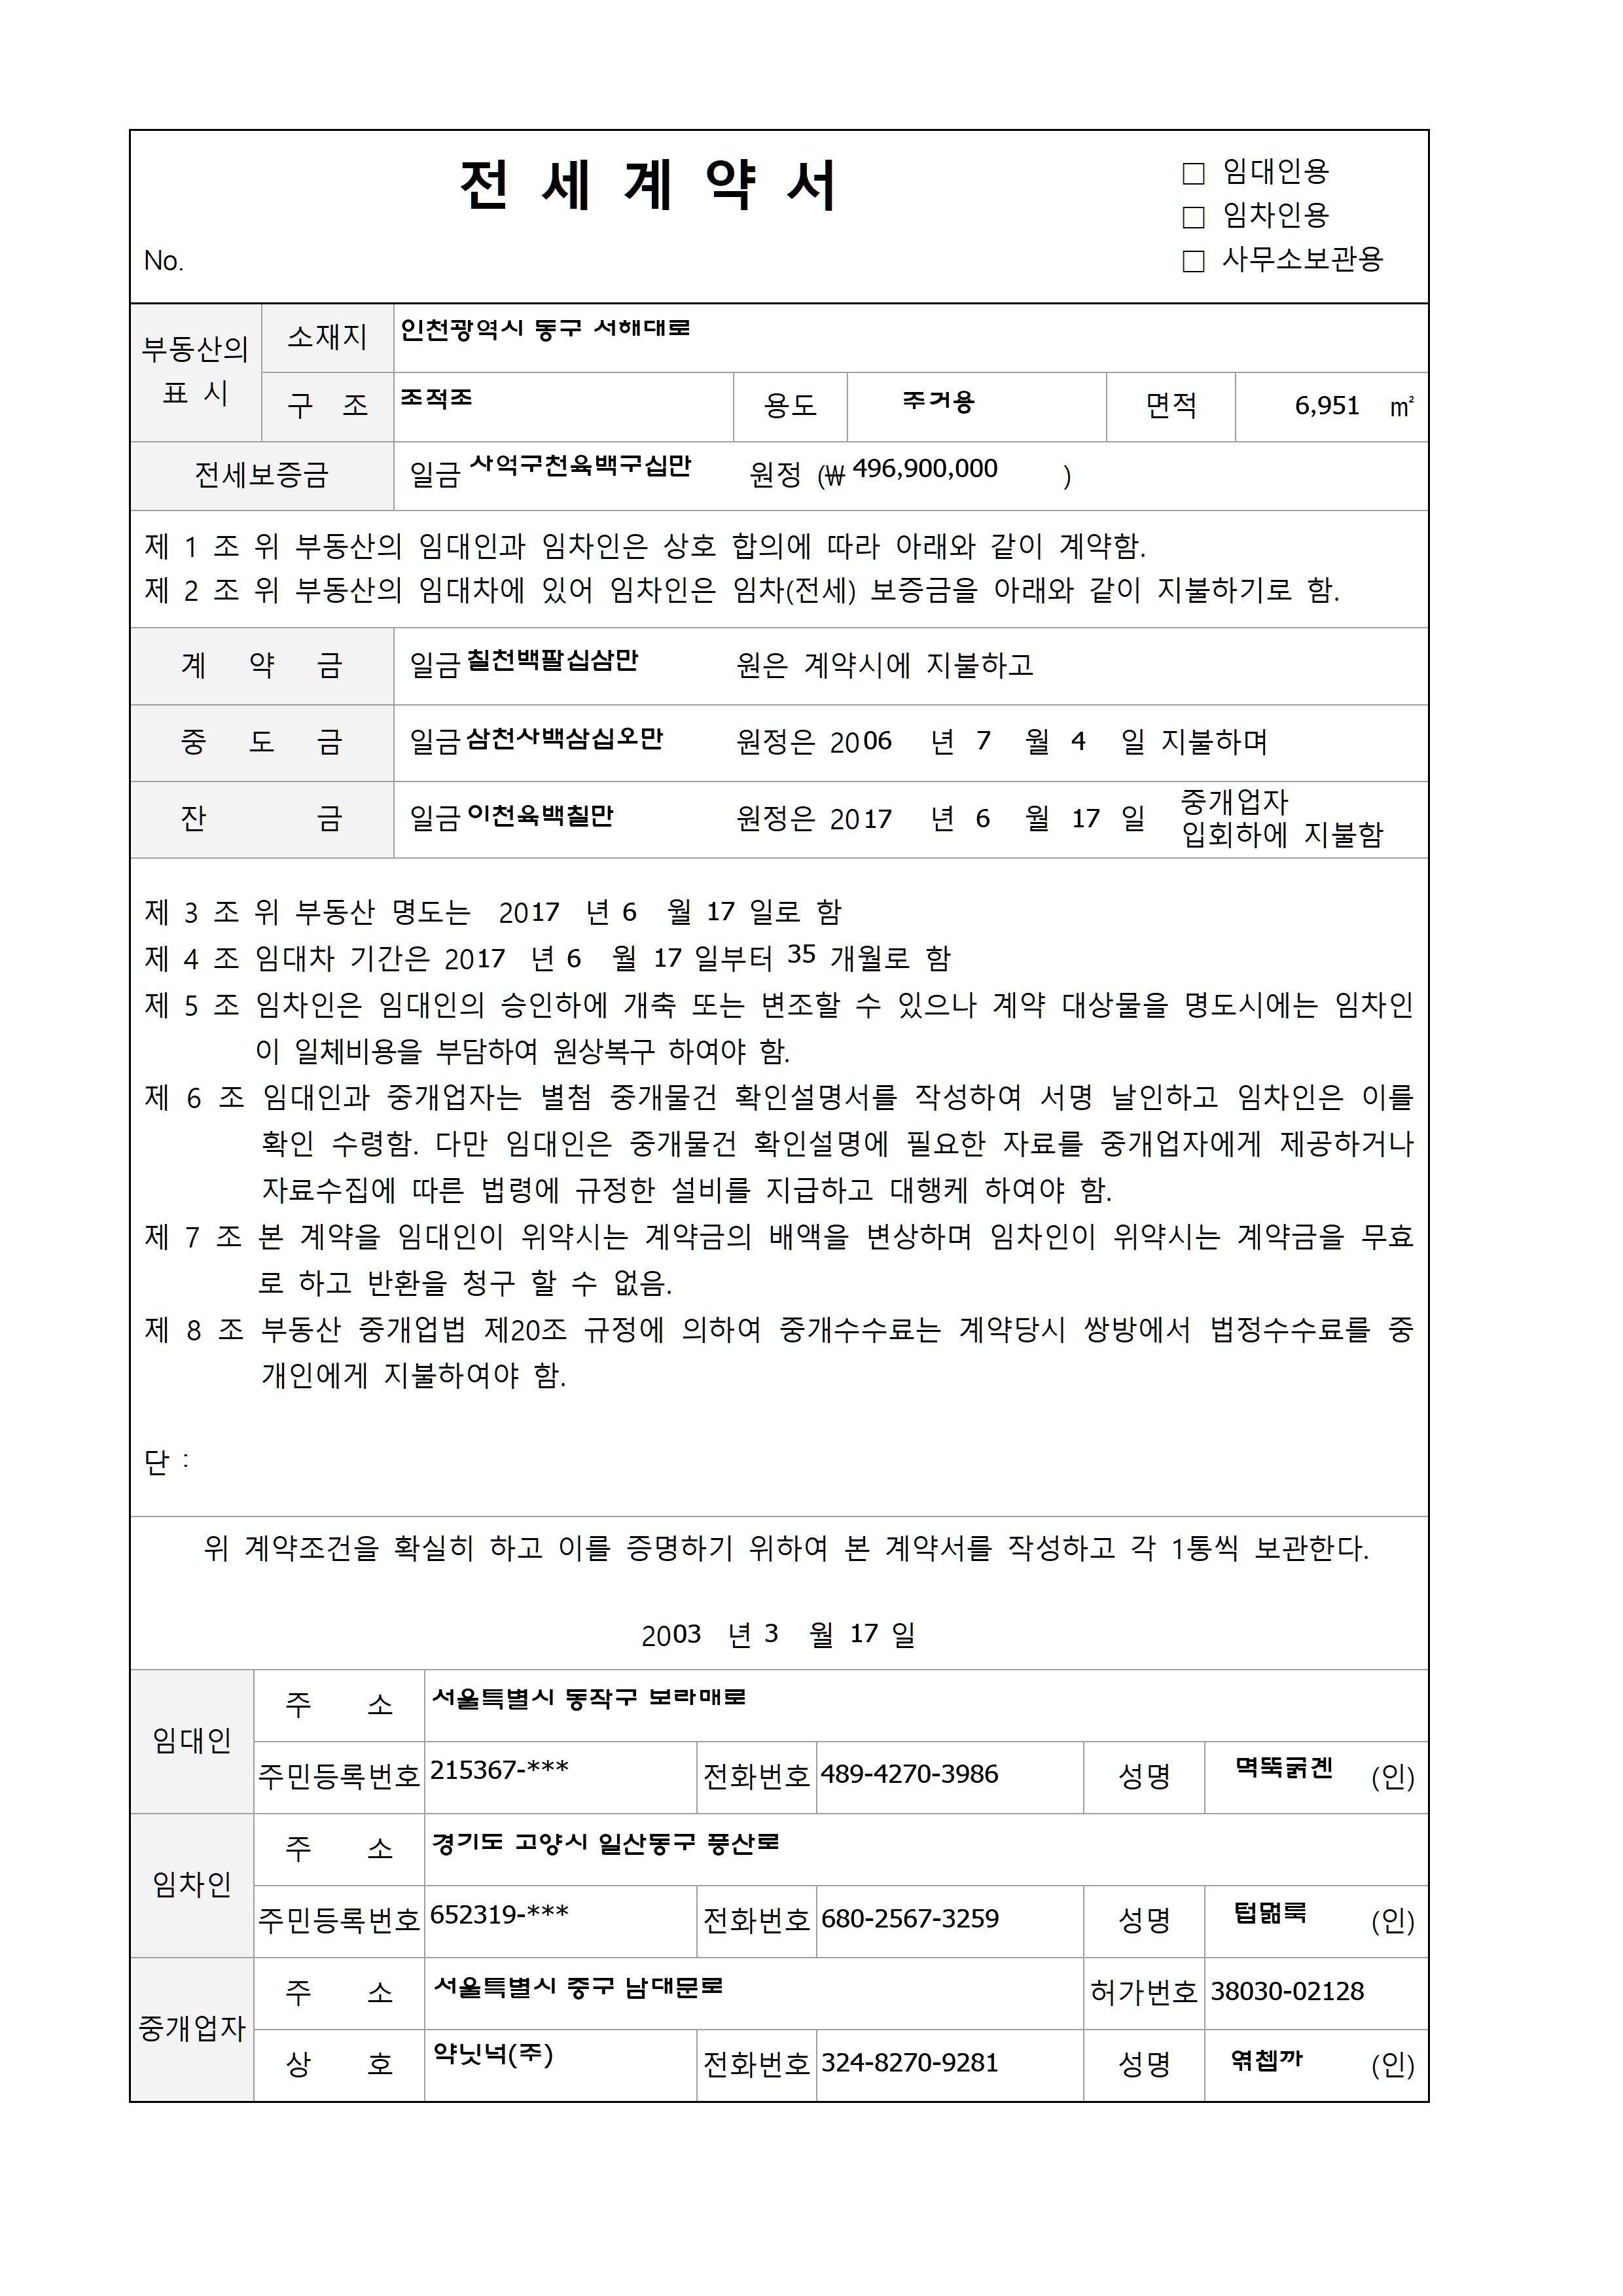 전 세 계 약 서
□ 임대인용
□ 임차인용
□ 사무소보관용
No.
부동산의 표 시
소재지 인천광역시 동구 서해대로
구 조 조적조 용도 주거용 면적 6,951 ㎡
전세보증금 일금 사억구천육백구십만 원정 (₩ 496,900,000 )
제 1 조 위 부동산의 임대인과 임차인은 상호 합의에 따라 아래와 같이 계약함.
제 2 조 위 부동산의 임대차에 있어 임차인은 임차(전세) 보증금을 아래와 같이 지불하기로 함.
계 약 금 일금 칠천백팔십삼만 원은 계약시에 지불하고
중 도 금 일금 삼천사백삼십오만 원정은 2006 년 7 월 4 일 지불하며
잔 금 일금 이천육백칠만 원정은 2017 년 6 월 17 일 중개업자
입회하에 지불함
제 3 조 위 부동산 명도는 2017 년 6 월 17 일로 함
제 4 조 임대차 기간은 2017 년 6 월 17 일부터 35 개월로 함
제 5 조 임차인은 임대인의 승인하에 개축 또는 변조할 수 있으나 계약 대상물을 명도시에는 임차인
이 일체비용을 부담하여 원상복구 하여야 함.
제 6 조 임대인과 중개업자는 별첨 중개물건 확인설명서를 작성하여 서명 날인하고 임차인은 이를
확인 수령함. 다만 임대인은 중개물건 확인설명에 필요한 자료를 중개업자에게 제공하거나
자료수집에 따른 법령에 규정한 설비를 지급하고 대행케 하여야 함.
제 7 조 본 계약을 임대인이 위약시는 계약금의 배액을 변상하며 임차인이 위약시는 계약금을 무효
로 하고 반환을 청구 할 수 없음.
제 8 조 부동산 중개업법 제20조 규정에 의하여 중개수수료는 계약당시 쌍방에서 법정수수료를 중
개인에게 지불하여야 함.
단 :
위 계약조건을 확실히 하고 이를 증명하기 위하여 본 계약서를 작성하고 각 1통씩 보관한다.
2003 년 3 월 17 일
임대인
주 소 서울특별시 동작구 보라매로
주민등록번호 215367-*** 전화번호 489-4270-3986 성명 멱뚝굵곈 (인)
임차인
주 소 경기도 고양시 일산동구 풍산로
주민등록번호 652319-*** 전화번호 680-2567-3259 성명 (인)
중개업자
주 소 서울특별시 중구 남대문로 허가번호 38030-02128
상 호 약닛넉(주) 전화번호 324-8270-9281 성명 엮쳅까 (인)